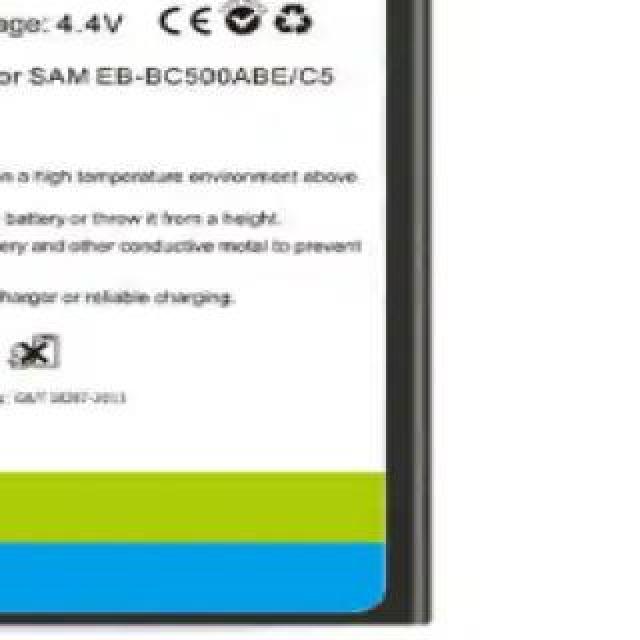 age: 4.4V CE
or SAM EB-BC500ABE/C5
n a high temperature environment above
battery or throw it from a height.
ery and other conductive metal to prevent
harger or reliable charging.
GB/T 18287-2013